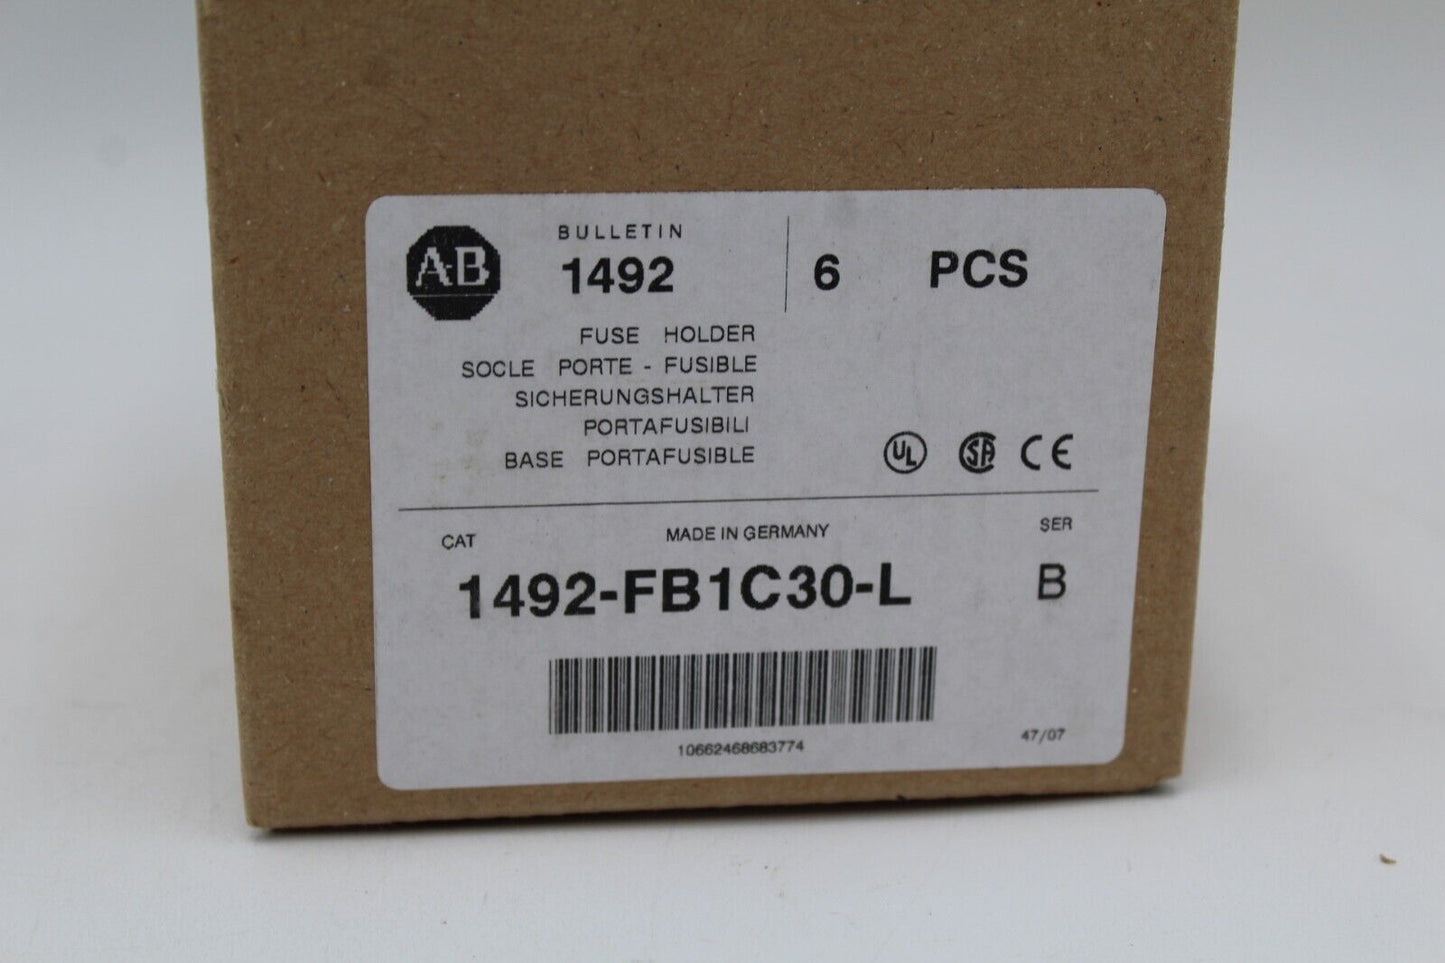 AB
BULLETIN
1492
6 PCS
FUSE HOLDER
SOCLE PORTE - FUSIBLE
SICHERUNGSHALTER
PORTAFUSIBILI
BASE PORTAFUSIBLE
UL SA CE
CAT MADE IN GERMANY SER
1492-FB1C30-L B
10662468683774
47/07